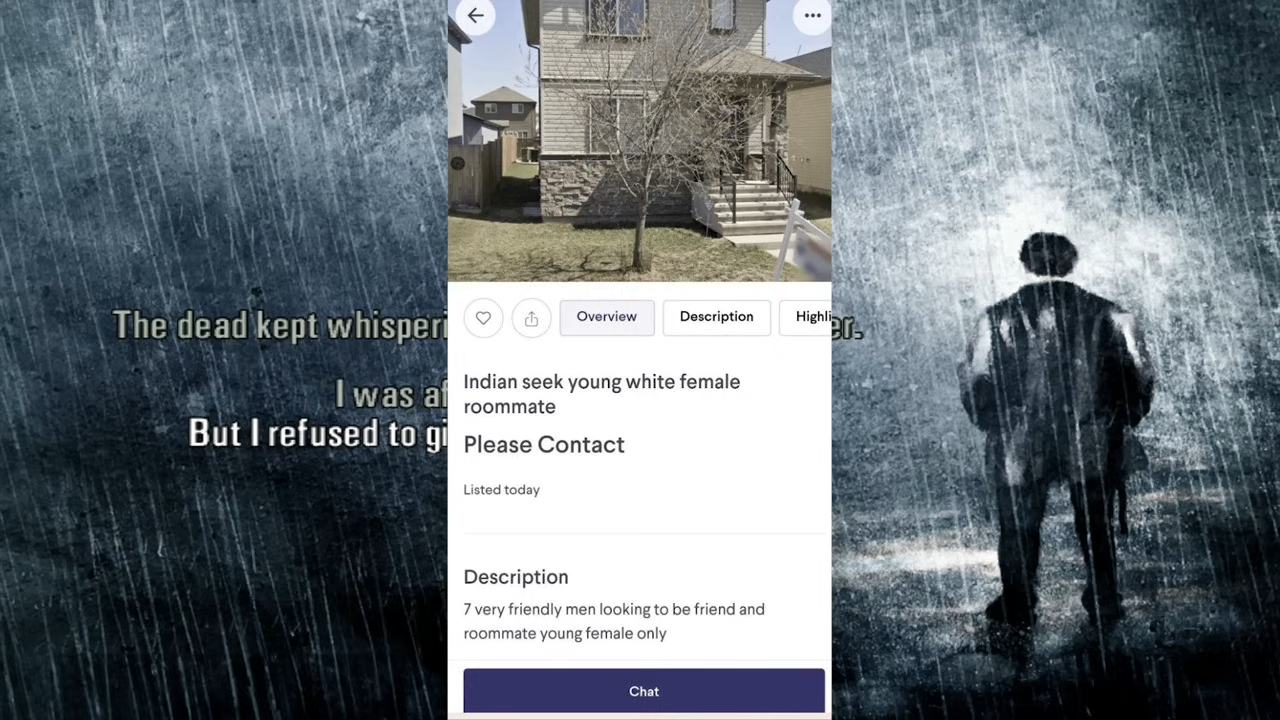 The dead kept whisperi
er.
I was af
But I refused to gi
Overview
Description
Highli
Indian seek young white female
roommate
Please Contact
Listed today
Description
7 very friendly men looking to be friend and
roommate young female only
Chat